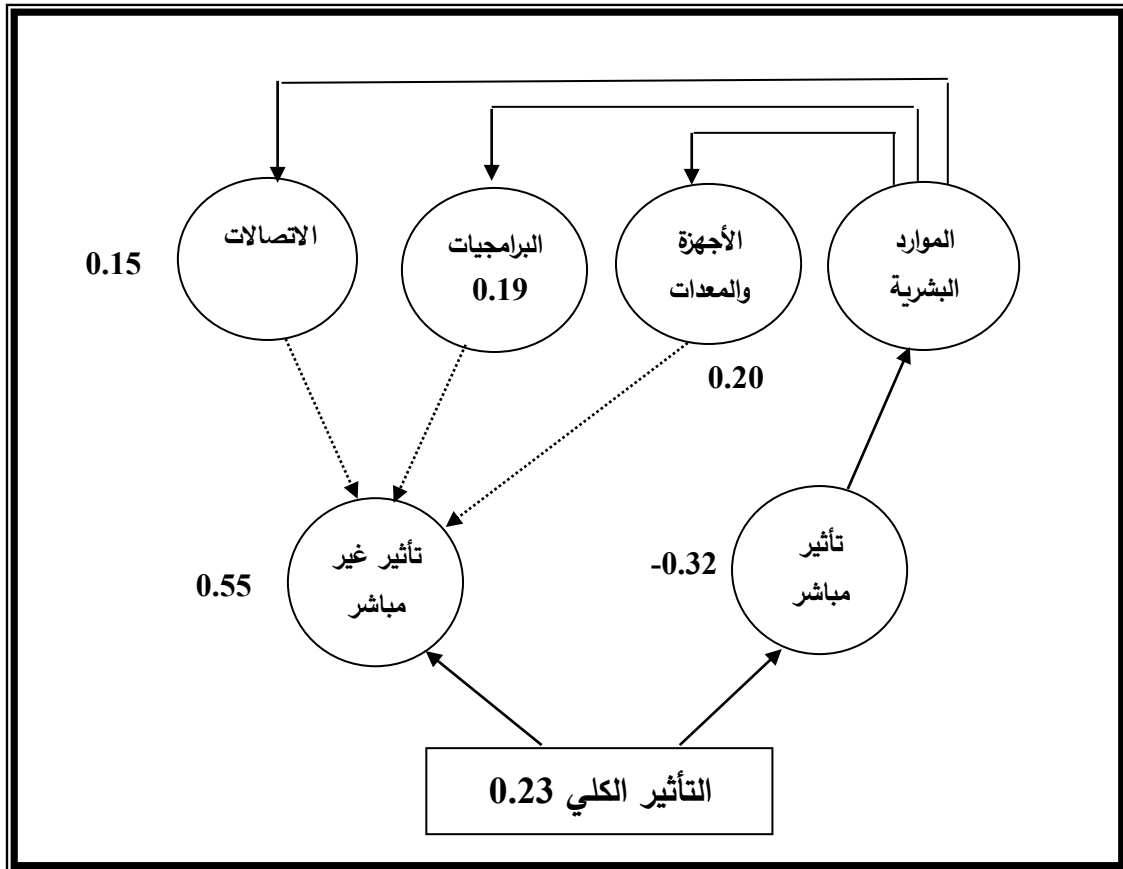 الموارد
البشرية
الأجهزة
والمعدات
0.20
البرامجيات
0.19
الاتصالات
0.15
تأثير
مباشر
-0.32
تأثير غير
مباشر
0.55
التأثير الكلي 0.23